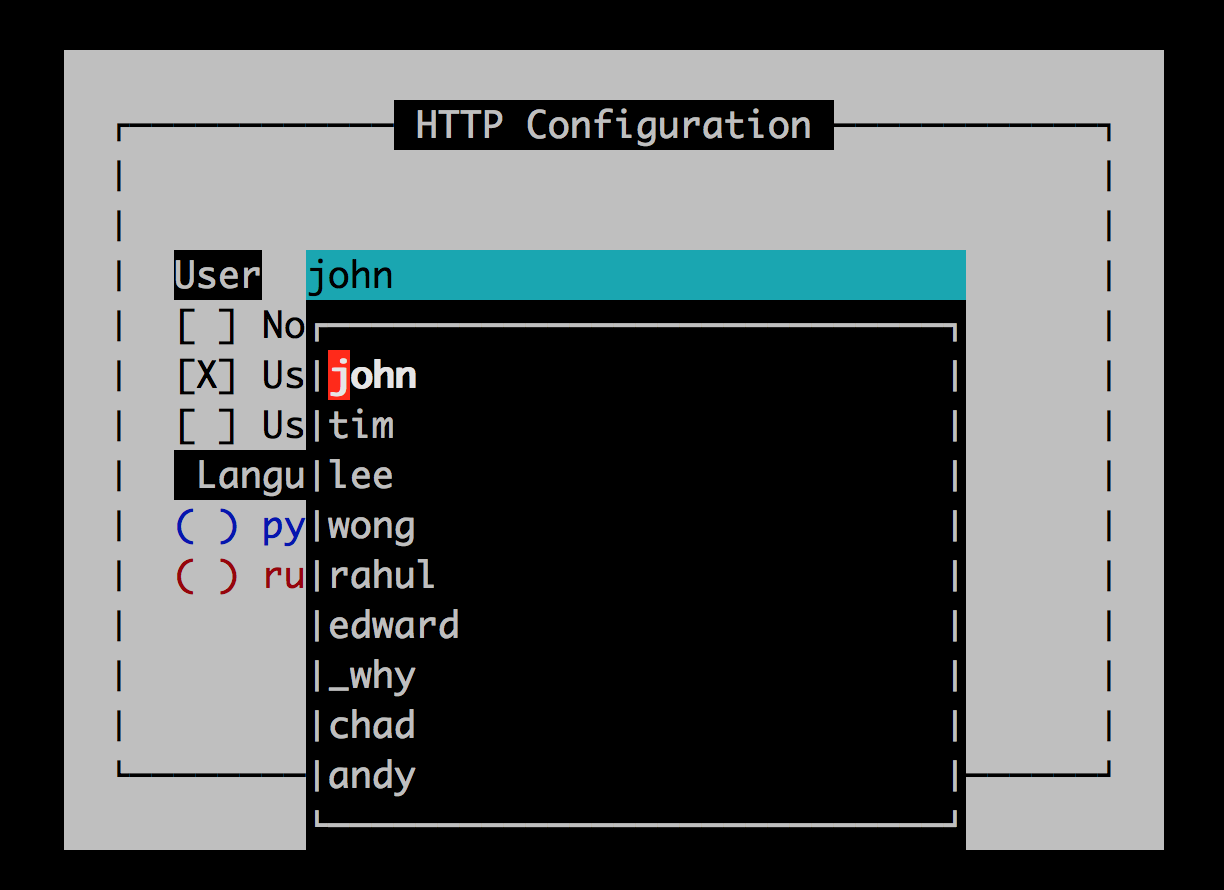 HTTP Configuration
User john
[ ] No
[X] Us
[ ] Us
Langu
( ) py
( ) ru
john
tim
lee
wong
rahul
edward
_why
chad
andy